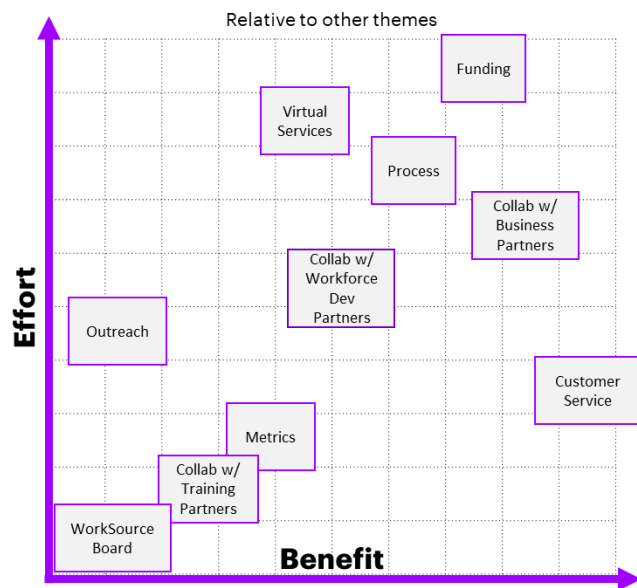 Relative to other themes
Funding
Virtual
Services
Process
Collab w/
Business
Partners
Collab w/
Workforce
Dev
Partners
Effort
Outreach
Customer
Service
Metrics
Collab w/
Training
Partners
WorkSource
Board
Benefit